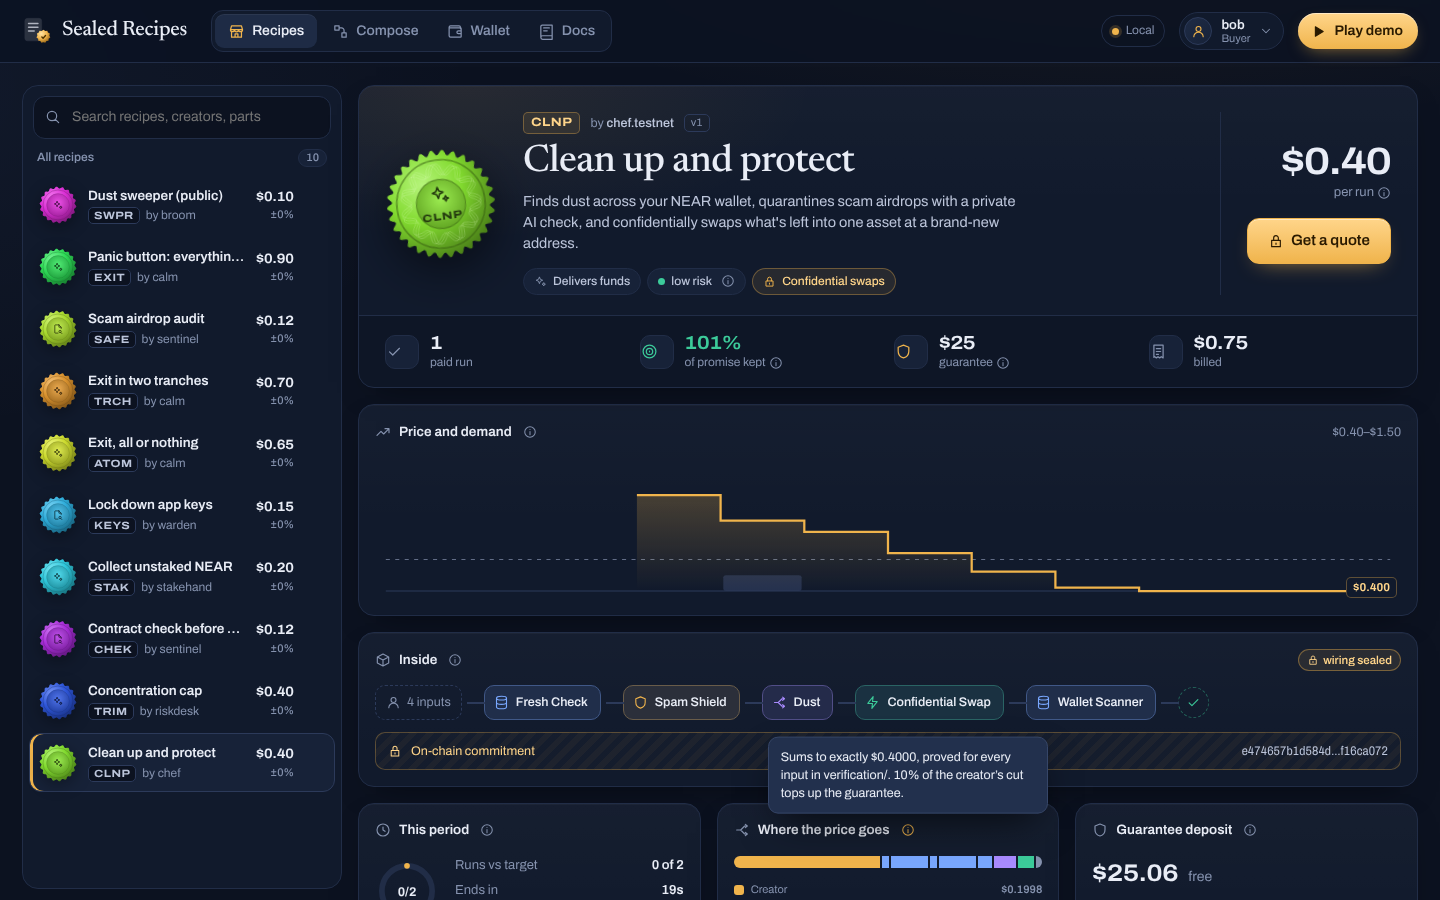 Sealed Recipes
Recipes
Compose
Wallet
Docs
Local
bob
Buyer
Play demo
Search recipes, creators, parts
All recipes
10
Dust sweeper (public)
$0.10
SWPR by broom
±0%
Panic button: everythin...
$0.90
EXIT by calm
±0%
Scam airdrop audit
$0.12
SAFE by sentinel
±0%
Exit in two tranches
$0.70
TRCH by calm
±0%
Exit, all or nothing
$0.65
ATOM by calm
±0%
Lock down app keys
$0.15
KEYS by warden
±0%
Collect unstaked NEAR
$0.20
STAK by stakehand
±0%
Contract check before ...
$0.12
CHEK by sentinel
±0%
Concentration cap
$0.40
TRIM by riskdesk
±0%
Clean up and protect
$0.40
CLNP by chef
±0%
CLNP
CLNP by chef.testnet v1
Clean up and protect
Finds dust across your NEAR wallet, quarantines scam airdrops with a private
AI check, and confidentially swaps what's left into one asset at a brand-new
address.
Delivers funds
low risk
Confidential swaps
$0.40
per run
Get a quote
1
paid run
101%
of promise kept
$25
guarantee
$0.75
billed
Price and demand
$0.40–$1.50
$0.400
Inside
wiring sealed
4 inputs
Fresh Check
Spam Shield
Dust
Confidential Swap
Wallet Scanner
On-chain commitment
e474657b1d584d...f16ca072
Sums to exactly $0.4000, proved for every
input in verification/. 10% of the creator's cut
tops up the guarantee.
This period
Runs vs target
0 of 2
0/2
Ends in
19s
Where the price goes
Creator
$0.1998
Guarantee deposit
$25.06 free